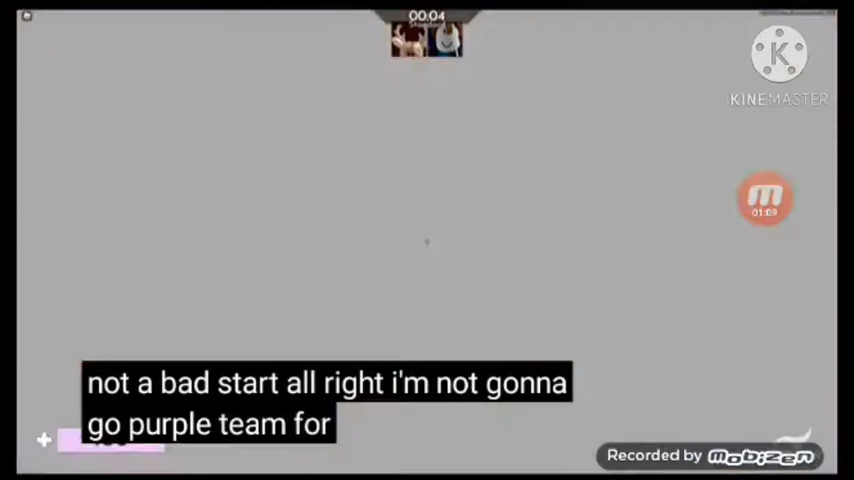 00:04
Standard
KINEMASTER
01:09
not a bad start all right i'm not gonna
go purple team for
Recorded by mobizen